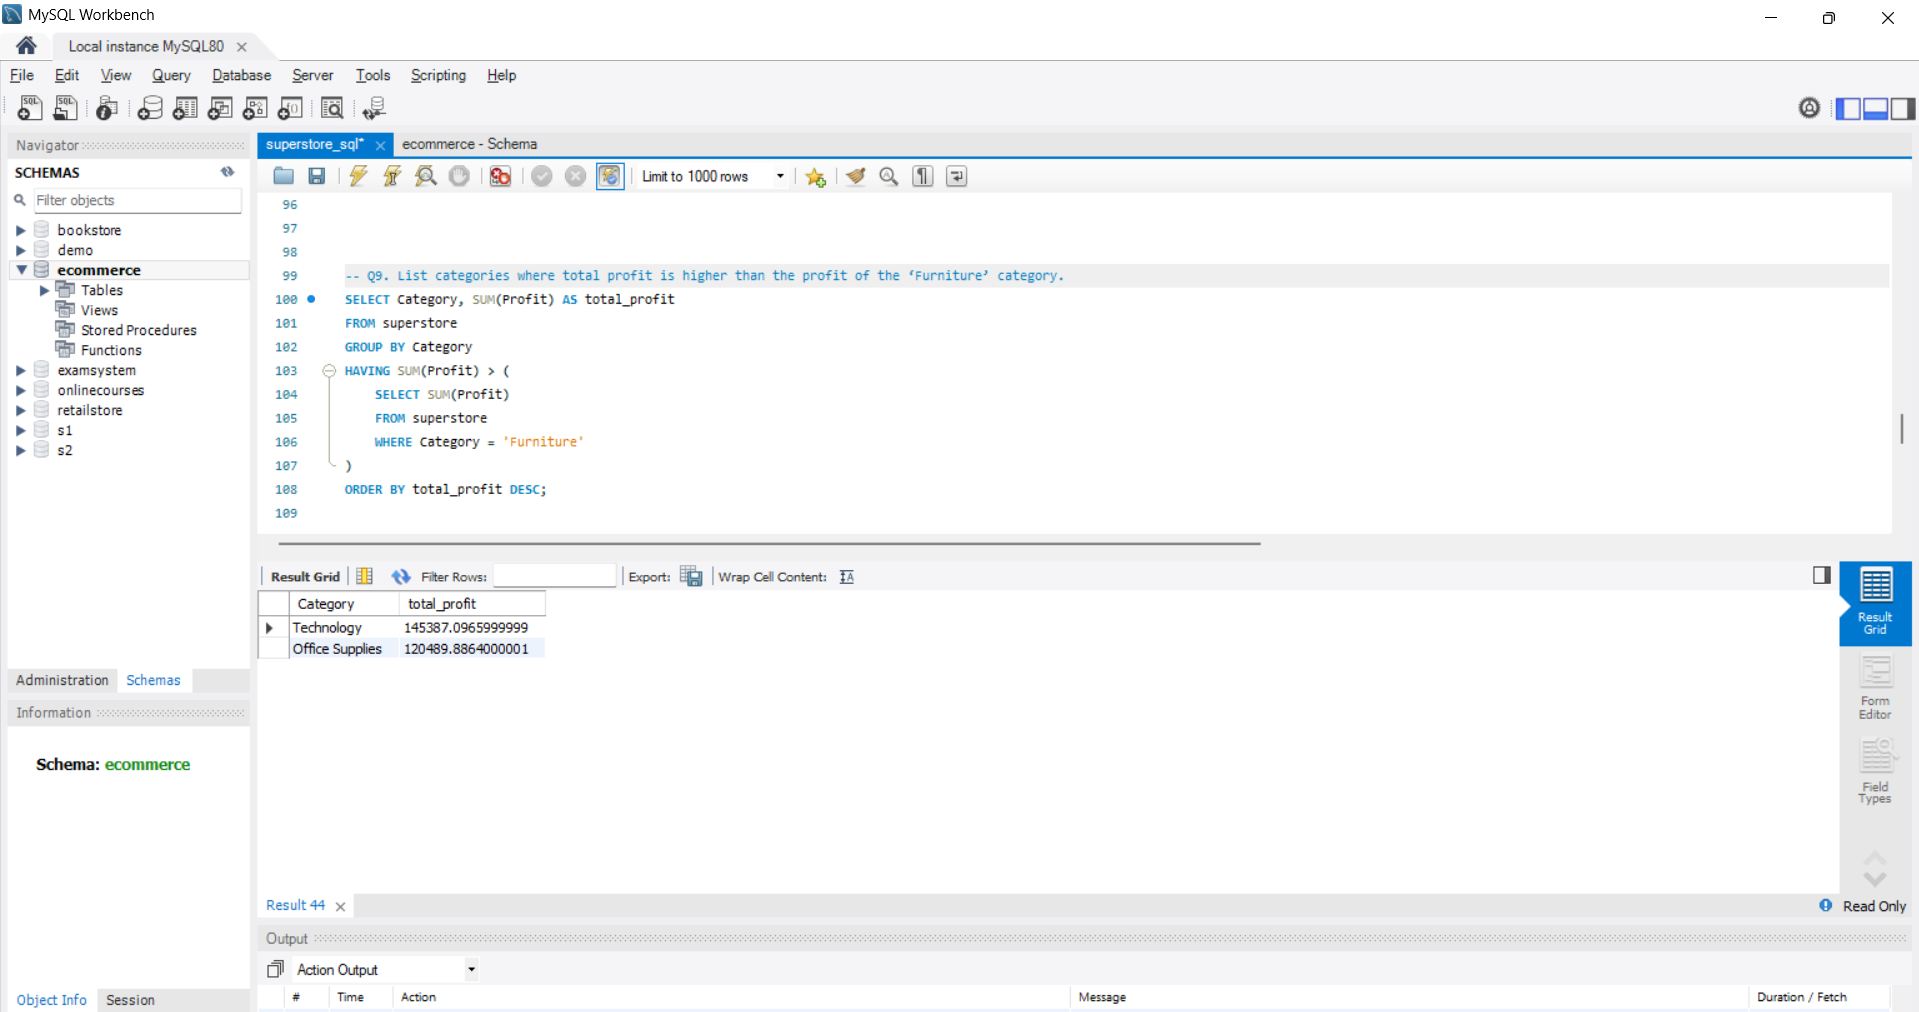 MySQL Workbench
Local instance MySQL80
File Edit View Query Database Server Tools Scripting Help
Navigator
SCHEMAS
Filter objects
bookstore
demo
ecommerce
Tables
Views
Stored Procedures
Functions
examsystem
onlinecourses
retailstore
s1
s2
Administration Schemas
Information
Schema: ecommerce
Object Info Session
superstore_sql* ecommerce - Schema
Limit to 1000 rows
96
97
98
99 -- Q9. List categories where total profit is higher than the profit of the ‘Furniture’ category.
100 SELECT Category, SUM(Profit) AS total_profit
101 FROM superstore
102 GROUP BY Category
103 HAVING SUM(Profit) > (
104 SELECT SUM(Profit)
105 FROM superstore
106 WHERE Category = 'Furniture'
107 )
108 ORDER BY total_profit DESC;
109
Result Grid Filter Rows: Export: Wrap Cell Content:
Category total_profit
Technology 145387.0965999999
Office Supplies 120489.8864000001
Result
Grid
Form
Editor
Field
Types
Result 44 Read Only
Output
Action Output
# Time Action Message Duration / Fetch